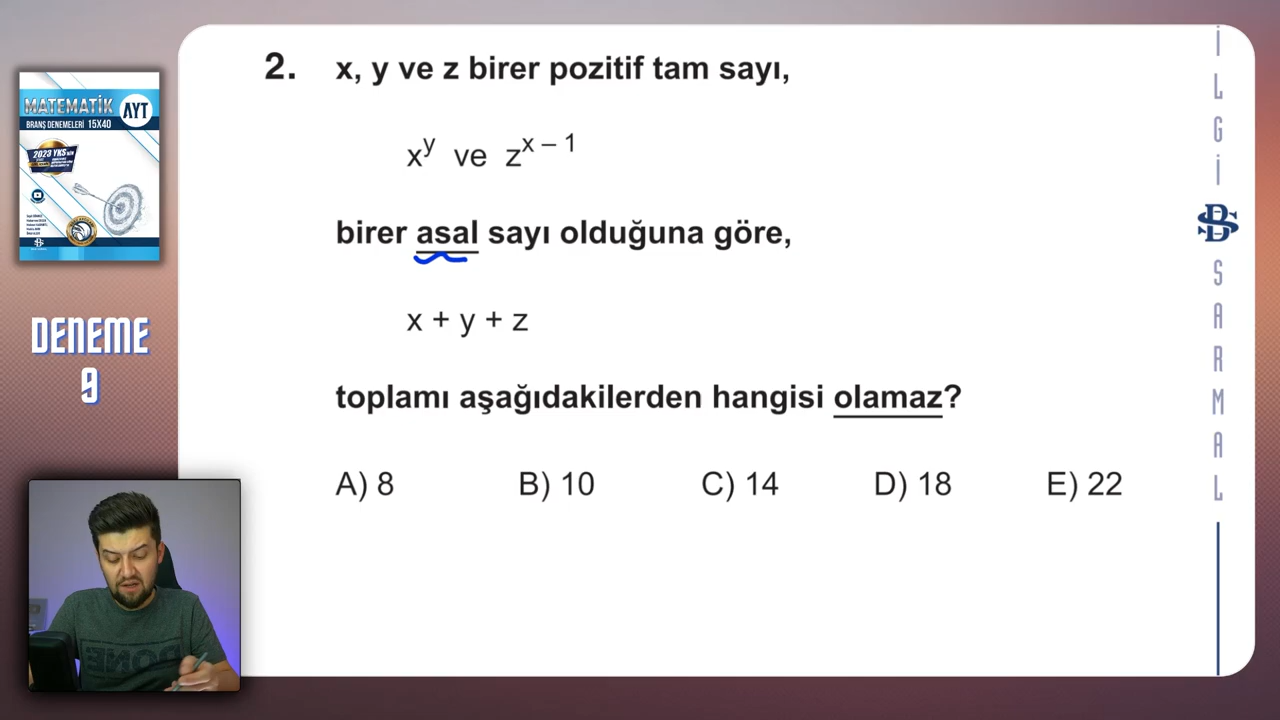 MATEMATİK AYT
BRANŞ DENEMELERİ 15X40
DENEME
9
2. x, y ve z birer pozitif tam sayı,
x^y ve z^(x – 1)
birer asal sayı olduğuna göre,
x + y + z
toplamı aşağıdakilerden hangisi olamaz?
A) 8 B) 10 C) 14 D) 18 E) 22
İLGİ
SARMAL